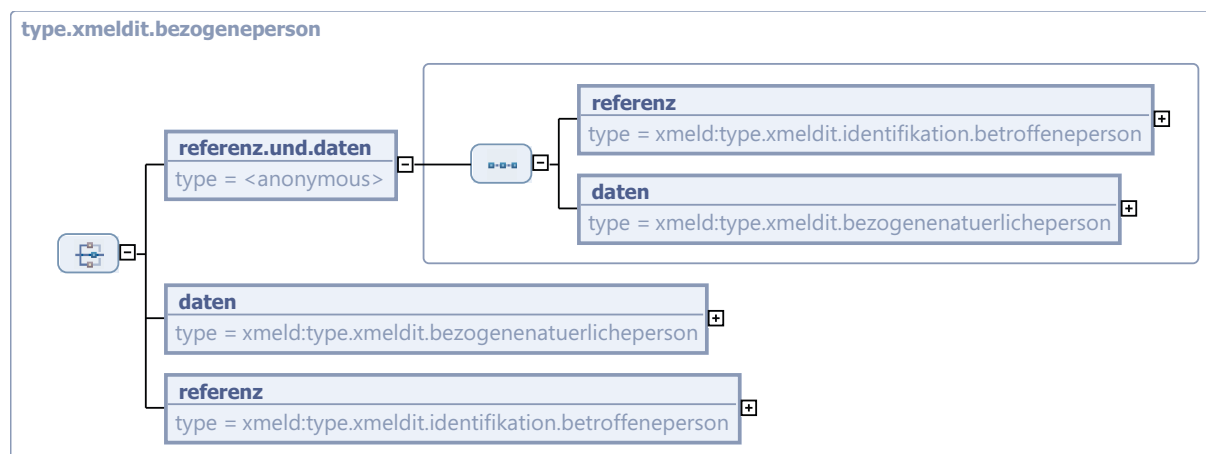 type.xmeldit.bezogeneperson
referenz.und.daten
type = <anonymous>
referenz
type = xmeld:type.xmeldit.identifikation.betroffeneperson
daten
type = xmeld:type.xmeldit.bezogenenatuerlicheperson
daten
type = xmeld:type.xmeldit.bezogenenatuerlicheperson
referenz
type = xmeld:type.xmeldit.identifikation.betroffeneperson